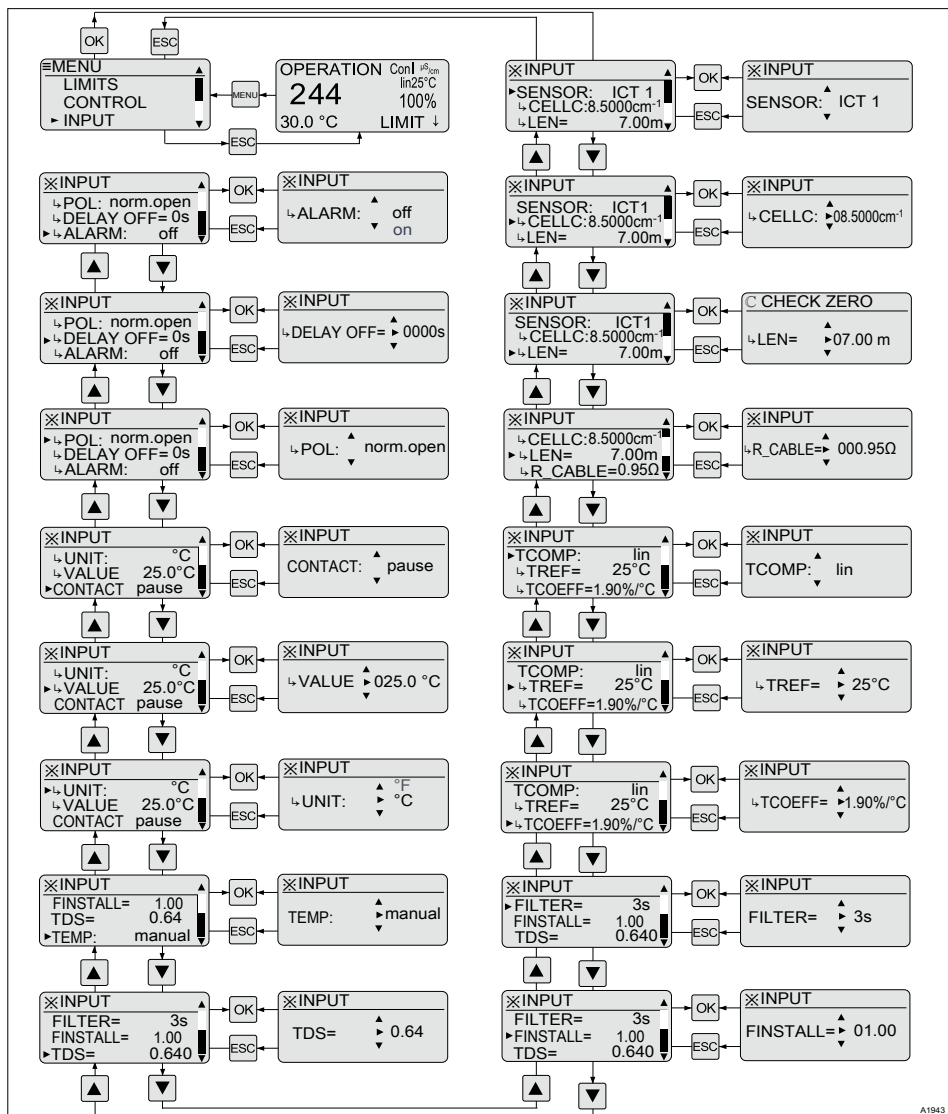 OK
ESC
≡MENU
LIMITS
CONTROL
INPUT
MENU
OPERATION ConI µS/cm
lin25°C
244
100%
30.0 °C LIMIT ↓
ESC
※INPUT
SENSOR: ICT 1
↳CELLC:8.5000cm-1
↳LEN= 7.00m
OK
ESC
※INPUT
SENSOR: ICT 1
※INPUT
↳POL: norm.open
↳DELAY OFF= 0s
↳ALARM: off
OK
ESC
※INPUT
↳ALARM: off
on
※INPUT
SENSOR: ICT1
↳CELLC:8.5000cm-1
↳LEN= 7.00m
OK
ESC
※INPUT
↳CELLC: 08.5000cm-1
※INPUT
↳POL: norm.open
↳DELAY OFF= 0s
↳ALARM: off
OK
ESC
※INPUT
↳DELAY OFF= 0000s
※INPUT
SENSOR: ICT1
↳CELLC:8.5000cm-1
↳LEN= 7.00m
OK
ESC
C CHECK ZERO
↳LEN= 07.00 m
※INPUT
↳POL: norm.open
↳DELAY OFF= 0s
↳ALARM: off
OK
ESC
※INPUT
↳POL: norm.open
※INPUT
↳CELLC:8.5000cm-1
↳LEN= 7.00m
↳R_CABLE=0.95Ω
OK
ESC
※INPUT
↳R_CABLE= 000.95Ω
※INPUT
↳UNIT: °C
↳VALUE 25.0°C
CONTACT pause
OK
ESC
※INPUT
CONTACT: pause
※INPUT
TCOMP: lin
↳TREF= 25°C
↳TCOEFF=1.90%/°C
OK
ESC
※INPUT
TCOMP: lin
※INPUT
↳UNIT: °C
↳VALUE 25.0°C
CONTACT pause
OK
ESC
※INPUT
↳VALUE 025.0 °C
※INPUT
TCOMP: lin
↳TREF= 25°C
↳TCOEFF=1.90%/°C
OK
ESC
※INPUT
↳TREF= 25°C
※INPUT
↳UNIT: °C
↳VALUE 25.0°C
CONTACT pause
OK
ESC
※INPUT
°F
↳UNIT: °C
※INPUT
TCOMP: lin
↳TREF= 25°C
↳TCOEFF=1.90%/°C
OK
ESC
※INPUT
↳TCOEFF= 1.90%/°C
※INPUT
FINSTALL= 1.00
TDS= 0.64
TEMP: manual
OK
ESC
※INPUT
TEMP: manual
※INPUT
FILTER= 3s
FINSTALL= 1.00
TDS= 0.640
OK
ESC
※INPUT
FILTER= 3s
※INPUT
FILTER= 3s
FINSTALL= 1.00
TDS= 0.640
OK
ESC
※INPUT
TDS= 0.64
※INPUT
FILTER= 3s
FINSTALL= 1.00
TDS= 0.640
OK
ESC
※INPUT
FINSTALL= 01.00
A1943